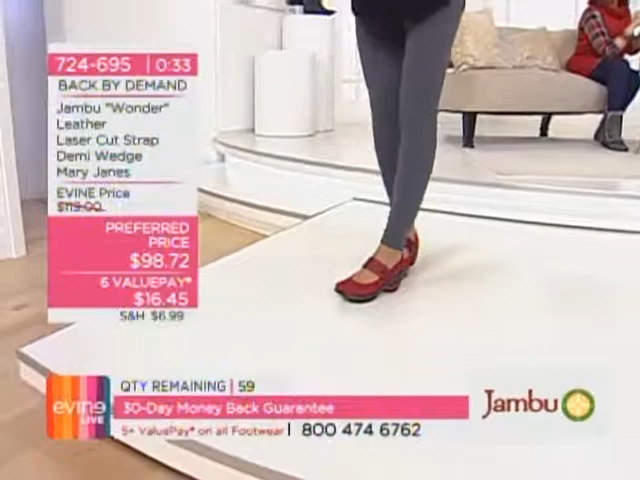 724-695 | 0:33
BACK BY DEMAND
Jambu "Wonder"
Leather
Laser Cut Strap
Demi Wedge
Mary Janes
EVINE Price
$119.00
PREFERRED
PRICE
$98.72
6 VALUEPAY*
$16.45
S&H $6.99
QTY REMAINING | 59
30-Day Money Back Guarantee
5+ ValuePay* on all Footwear | 800 474 6762
evine
LIVE
Jambu